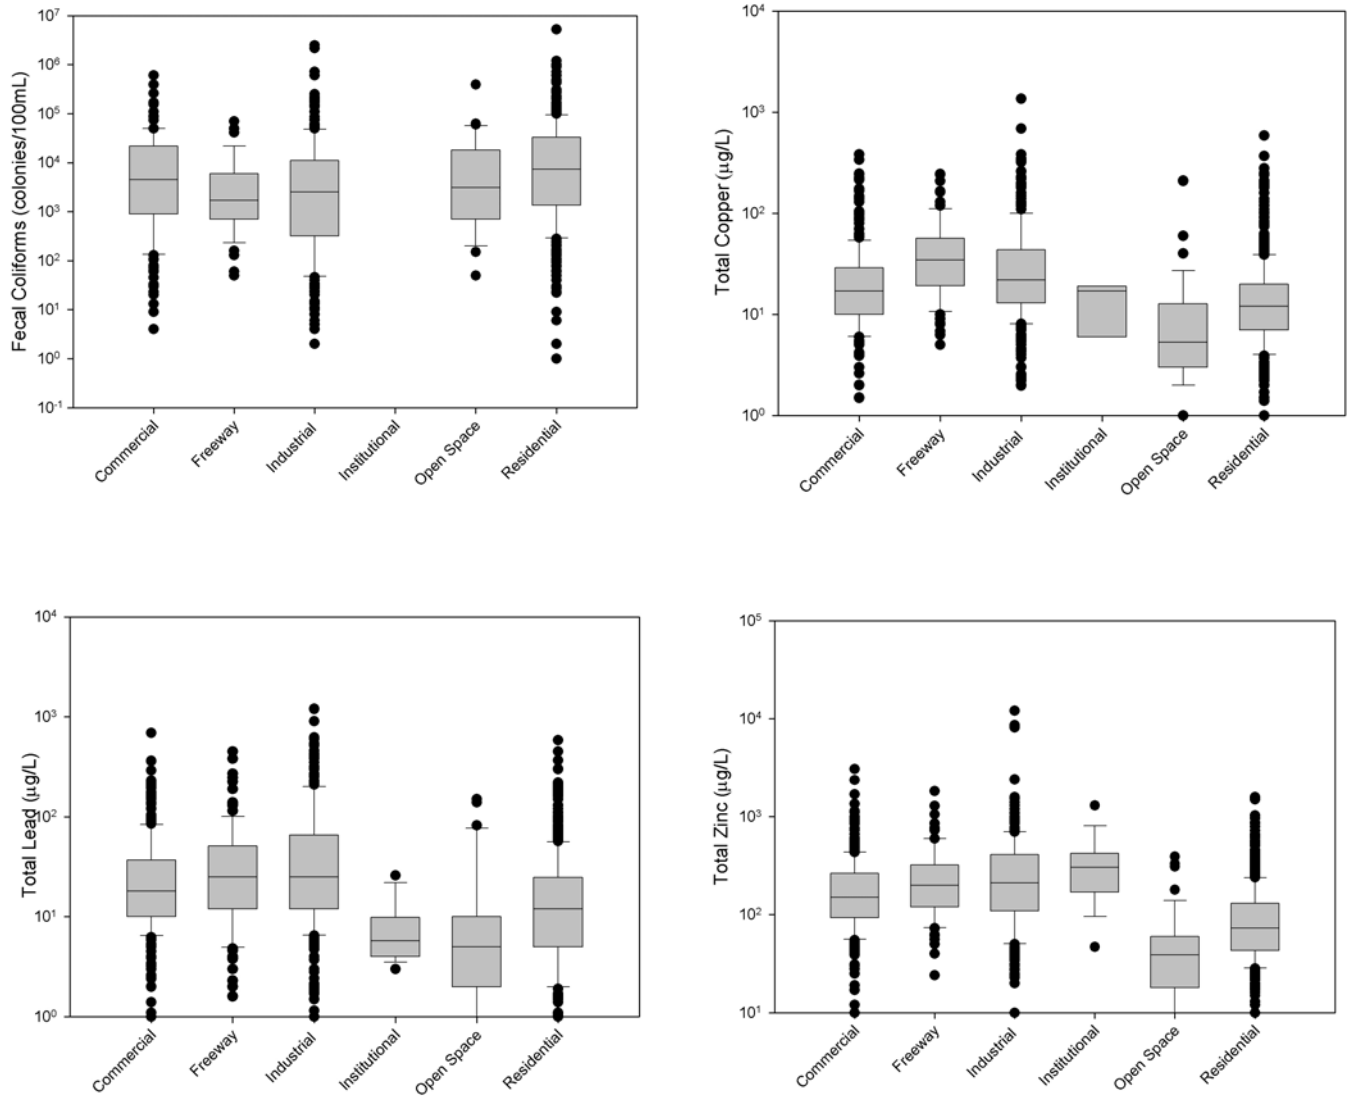 Fecal Coliforms (colonies/100mL)
10⁷
10⁶
10⁵
10⁴
10³
10²
10¹
10⁰
10⁻¹
Commercial
Freeway
Industrial
Institutional
Open Space
Residential
Total Copper (µg/L)
10⁴
10³
10²
10¹
10⁰
Commercial
Freeway
Industrial
Institutional
Open Space
Residential
Total Lead (µg/L)
10⁴
10³
10²
10¹
10⁰
Commercial
Freeway
Industrial
Institutional
Open Space
Residential
Total Zinc (µg/L)
10⁵
10⁴
10³
10²
10¹
Commercial
Freeway
Industrial
Institutional
Open Space
Residential